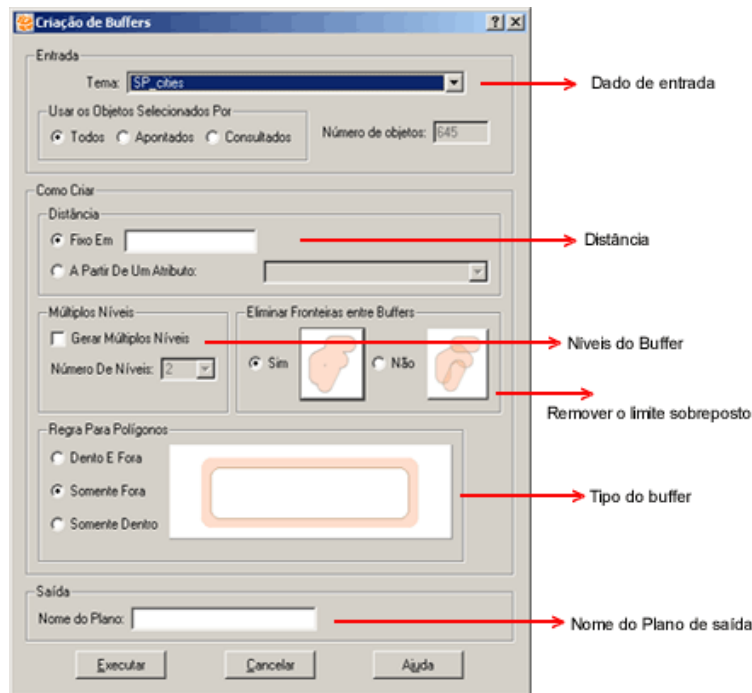 Criação de Buffers
Entrada
Tema: SP_cities
Dado de entrada
Usar os Objetos Selecionados Por
Todos Apontados Consultados
Número de objetos: 645
Como Criar
Distância
Fixo Em
Distância
A Partir De Um Atributo:
Múltiplos Níveis
Eliminar Fronteiras entre Buffers
Gerar Múltiplos Níveis
Níveis do Buffer
Número De Níveis: 2
Sim Não
Remover o limite sobreposto
Regra Para Polígonos
Dento E Fora
Somente Fora
Tipo do buffer
Somente Dentro
Saída
Nome do Plano:
Nome do Plano de saída
Executar Cancelar Ajuda